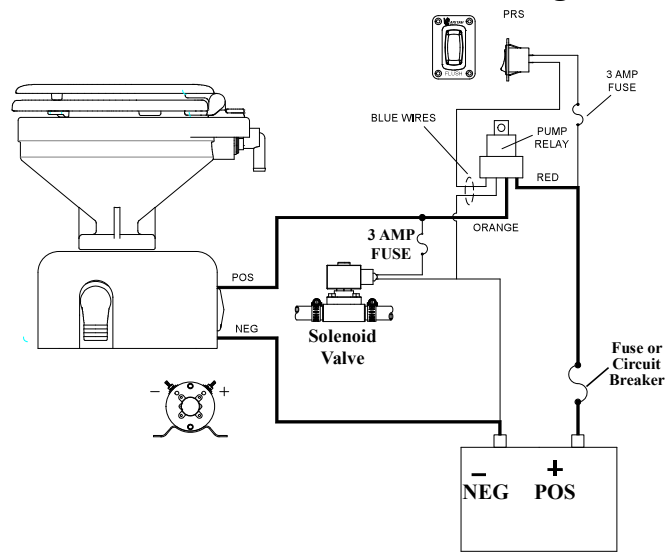 PRS
FLUSH
3 AMP
FUSE
BLUE WIRES
PUMP
RELAY
RED
ORANGE
3 AMP
FUSE
POS
NEG
Solenoid
Valve
Fuse or
Circuit
Breaker
– +
– +
NEG POS